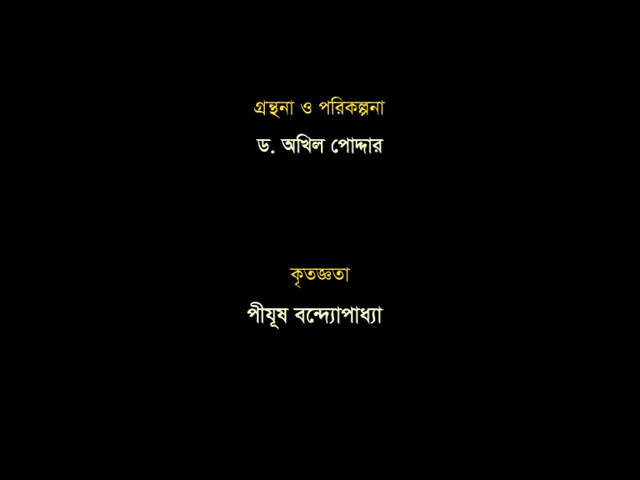 গ্রন্থনা ও পরিকল্পনা
ড. অখিল পোদ্দার
কৃতজ্ঞতা
পীযূষ বন্দ্যোপাধ্যা